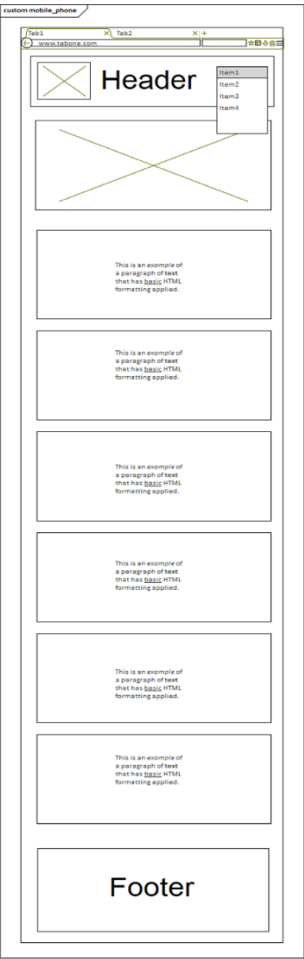 custom mobile_phone
Tab1 Tab2
www.tabone.com
Header
Item1
Item2
Item3
Item4
This is an example of
a paragraph of text
that has basic HTML
formatting applied.
This is an example of
a paragraph of text
that has basic HTML
formatting applied.
This is an example of
a paragraph of text
that has basic HTML
formatting applied.
This is an example of
a paragraph of text
that has basic HTML
formatting applied.
This is an example of
a paragraph of text
that has basic HTML
formatting applied.
This is an example of
a paragraph of text
that has basic HTML
formatting applied.
Footer